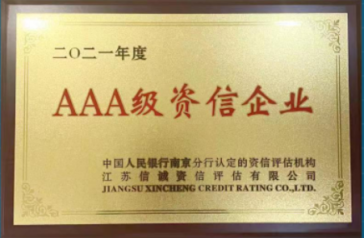 二〇二一年度
AAA级资信企业
中国人民银行南京分行认定的资信评估机构
江苏信诚资信评估有限公司
JIANGSU XINCHENG CREDIT RATING CO.,LTD.